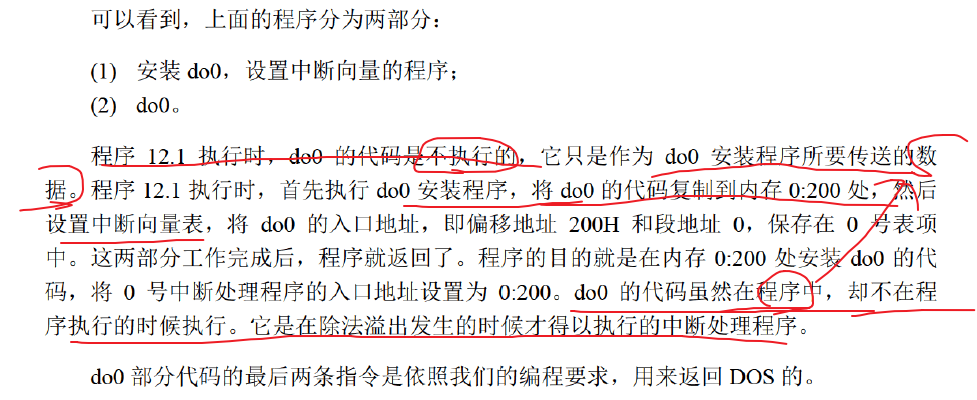 可以看到，上面的程序分为两部分：
(1) 安装 do0，设置中断向量的程序；
(2) do0。
程序 12.1 执行时，do0 的代码是不执行的，它只是作为 do0 安装程序所要传送的数
据。程序 12.1 执行时，首先执行 do0 安装程序，将 do0 的代码复制到内存 0:200 处，然后
设置中断向量表，将 do0 的入口地址，即偏移地址 200H 和段地址 0，保存在 0 号表项
中。这两部分工作完成后，程序就返回了。程序的目的就是在内存 0:200 处安装 do0 的代
码，将 0 号中断处理程序的入口地址设置为 0:200。do0 的代码虽然在程序中，却不在程
序执行的时候执行。它是在除法溢出发生的时候才得以执行的中断处理程序。
do0 部分代码的最后两条指令是依照我们的编程要求，用来返回 DOS 的。